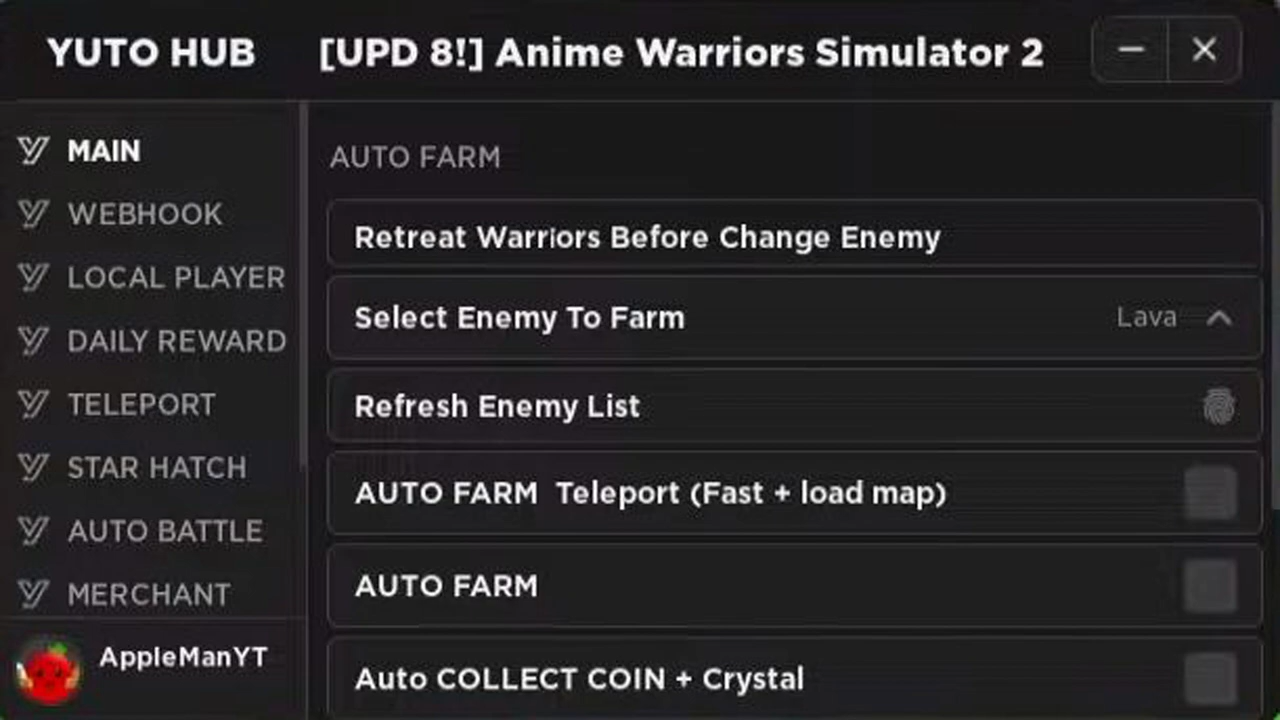 YUTO HUB
[UPD 8!] Anime Warriors Simulator 2
MAIN
WEBHOOK
LOCAL PLAYER
DAILY REWARD
TELEPORT
STAR HATCH
AUTO BATTLE
MERCHANT
AppleManYT
AUTO FARM
Retreat Warriors Before Change Enemy
Select Enemy To Farm Lava
Refresh Enemy List
AUTO FARM Teleport (Fast + load map)
AUTO FARM
Auto COLLECT COIN + Crystal